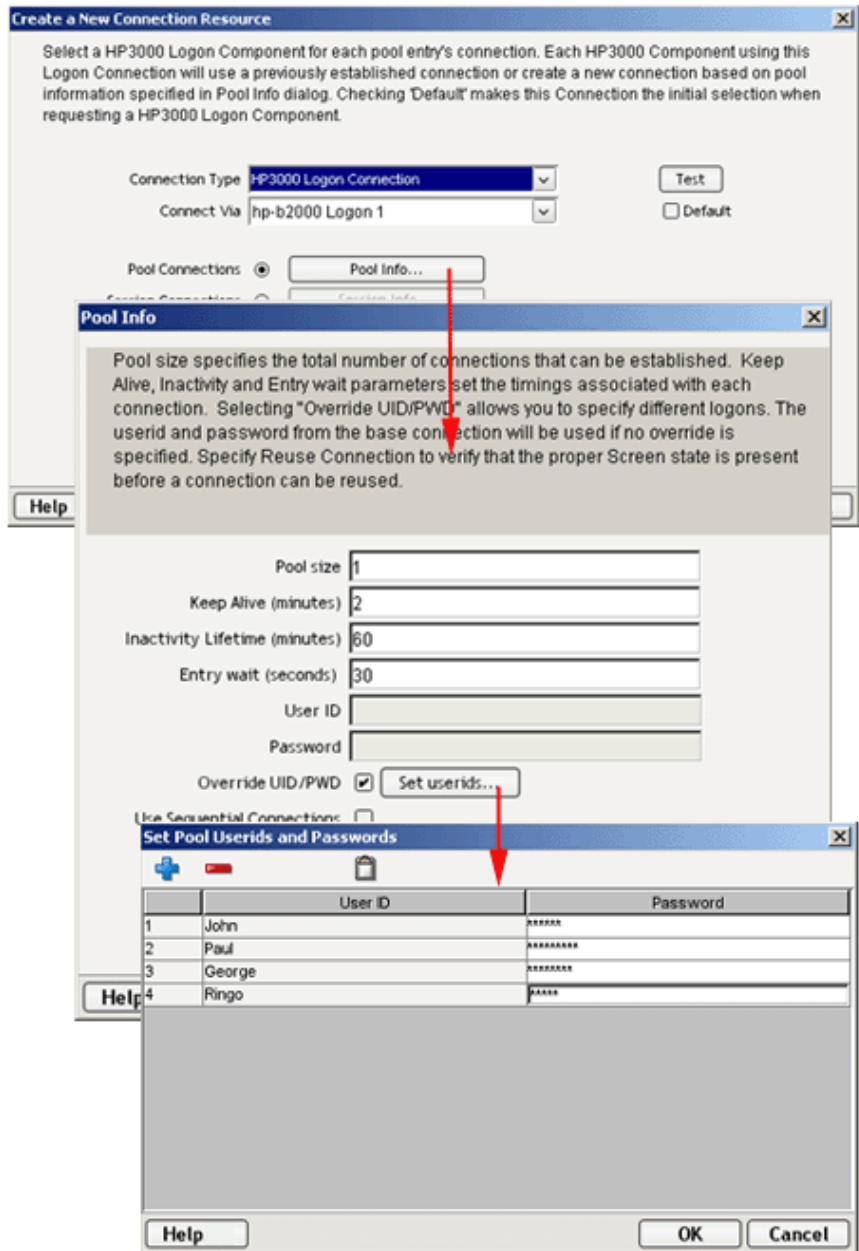 Create a New Connection Resource
Select a HP3000 Logon Component for each pool entry's connection. Each HP3000 Component using this
Logon Connection will use a previously established connection or create a new connection based on pool
information specified in Pool Info dialog. Checking 'Default' makes this Connection the initial selection when
requesting a HP3000 Logon Component.
Connection Type HP3000 Logon Connection Test
Connect Via hp-b2000 Logon 1 Default
Pool Connections Pool Info...
Session Connections Session Info
Pool Info
Pool size specifies the total number of connections that can be established. Keep
Alive, Inactivity and Entry wait parameters set the timings associated with each
connection. Selecting "Override UID/PWD" allows you to specify different logons. The
userid and password from the base connection will be used if no override is
specified. Specify Reuse Connection to verify that the proper Screen state is present
before a connection can be reused.
Help
Pool size 1
Keep Alive (minutes) 2
Inactivity Lifetime (minutes) 60
Entry wait (seconds) 30
User ID
Password
Override UID/PWD Set userids...
Use Sequential Connections
Set Pool Userids and Passwords
User ID Password
1 John ******
2 Paul *********
3 George ********
4 Ringo *****
Help
Help OK Cancel